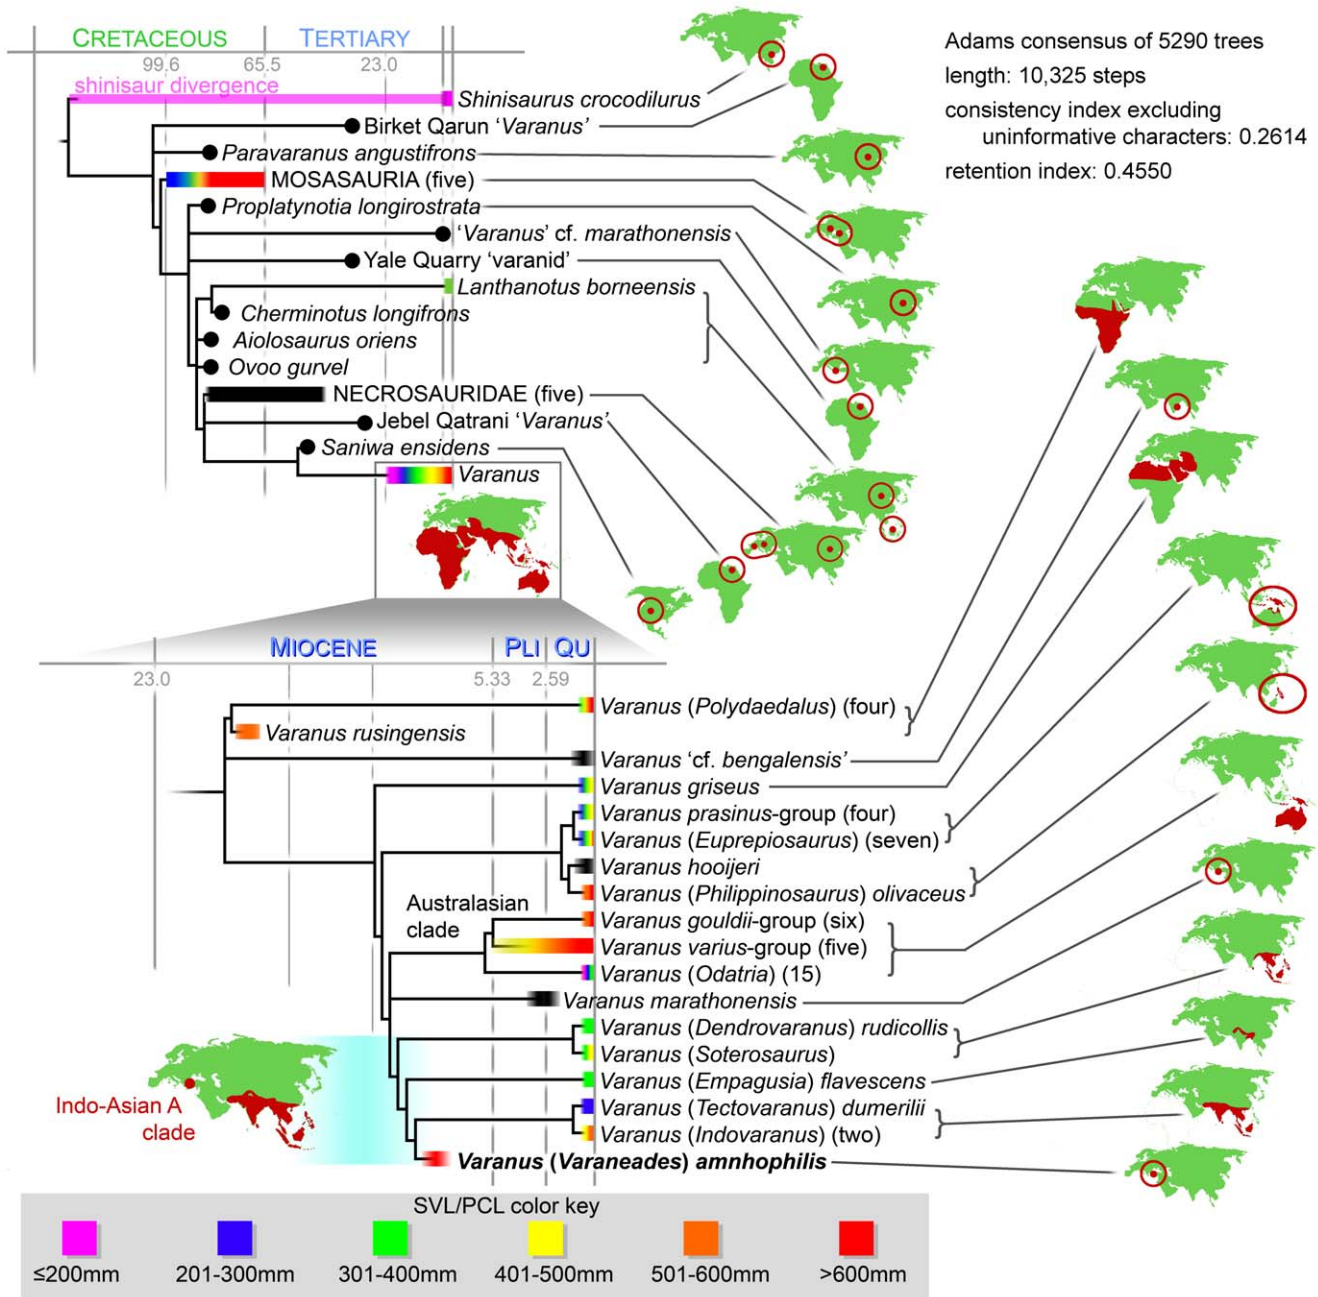 CRETACEOUS TERTIARY
99.6 65.5 23.0
shinisaur divergence
Shinisaurus crocodilurus
Birket Qarun ‘Varanus’
Paravaranus angustifrons
MOSASAURIA (five)
Proplatynotia longirostrata
‘Varanus’ cf. marathonensis
Yale Quarry ‘varanid’
Lanthanotus borneensis
Cherminotus longifrons
Aiolosaurus oriens
Ovoo gurvel
NECROSAURIDAE (five)
Jebel Qatrani ‘Varanus’
Saniwa ensidens
Varanus
Adams consensus of 5290 trees
length: 10,325 steps
consistency index excluding
uninformative characters: 0.2614
retention index: 0.4550
MIOCENE PLI QU
23.0 5.33 2.59
Varanus (Polydaedalus) (four)
Varanus rusingensis
Varanus ‘cf. bengalensis’
Varanus griseus
Varanus prasinus-group (four)
Varanus (Euprepiosaurus) (seven)
Varanus hooijeri
Varanus (Philippinosaurus) olivaceus
Australasian
clade
Varanus gouldii-group (six)
Varanus varius-group (five)
Varanus (Odatria) (15)
Varanus marathonensis
Varanus (Dendrovaranus) rudicollis
Varanus (Soterosaurus)
Varanus (Empagusia) flavescens
Varanus (Tectovaranus) dumerilii
Varanus (Indovaranus) (two)
Varanus (Varaneades) amnhophilis
Indo-Asian A
clade
SVL/PCL color key
≤200mm 201-300mm 301-400mm 401-500mm 501-600mm >600mm